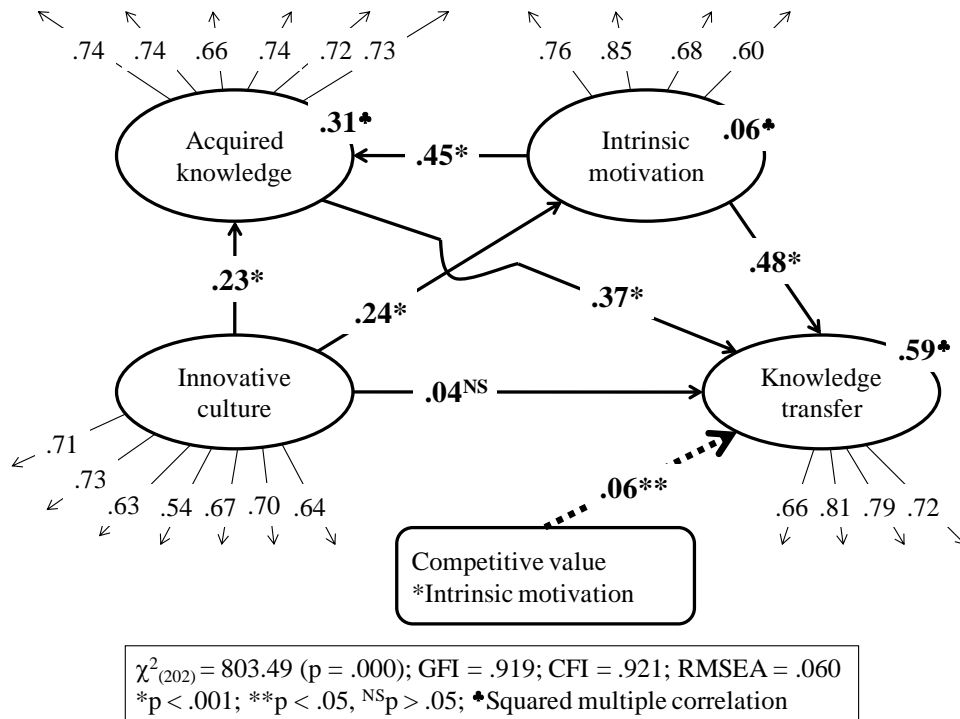 .74 .74 .66 .74 .72 .73
.76 .85 .68 .60
Acquired
knowledge
.31♣
.45*
Intrinsic
motivation
.06♣
.23*
.24*
.37*
.48*
Innovative
culture
.04NS
Knowledge
transfer
.59♣
.71
.73
.63 .54 .67 .70 .64
.06**
.66 .81 .79 .72
Competitive value
*Intrinsic motivation
χ²(202) = 803.49 (p = .000); GFI = .919; CFI = .921; RMSEA = .060
*p < .001; **p < .05, NSp > .05; ♣Squared multiple correlation